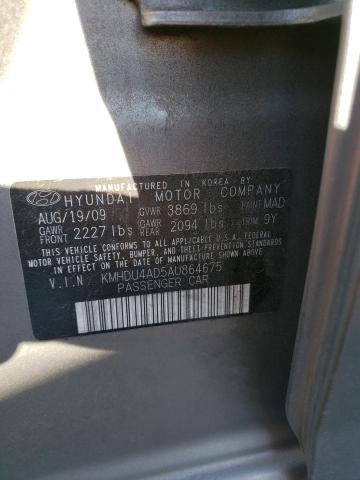 MANUFACTURED IN KOREA BY
HYUNDAI MOTOR COMPANY
AUG/19/09 GVWR 3869 lbs PAINT MAD
GAWR FRONT 2227 lbs GAWR REAR 2094 lbs TRIM 9Y
THIS VEHICLE CONFORMS TO ALL APPLICABLE U.S.A FEDERAL
MOTOR VEHICLE SAFETY, BUMPER, AND THEFT PREVENTION
STANDARDS IN EFFECT ON THE DATE OF MANUFACTURE SHOWN ABOVE.
V.I.N KMHDU4AD5AU864675
PASSENGER CAR